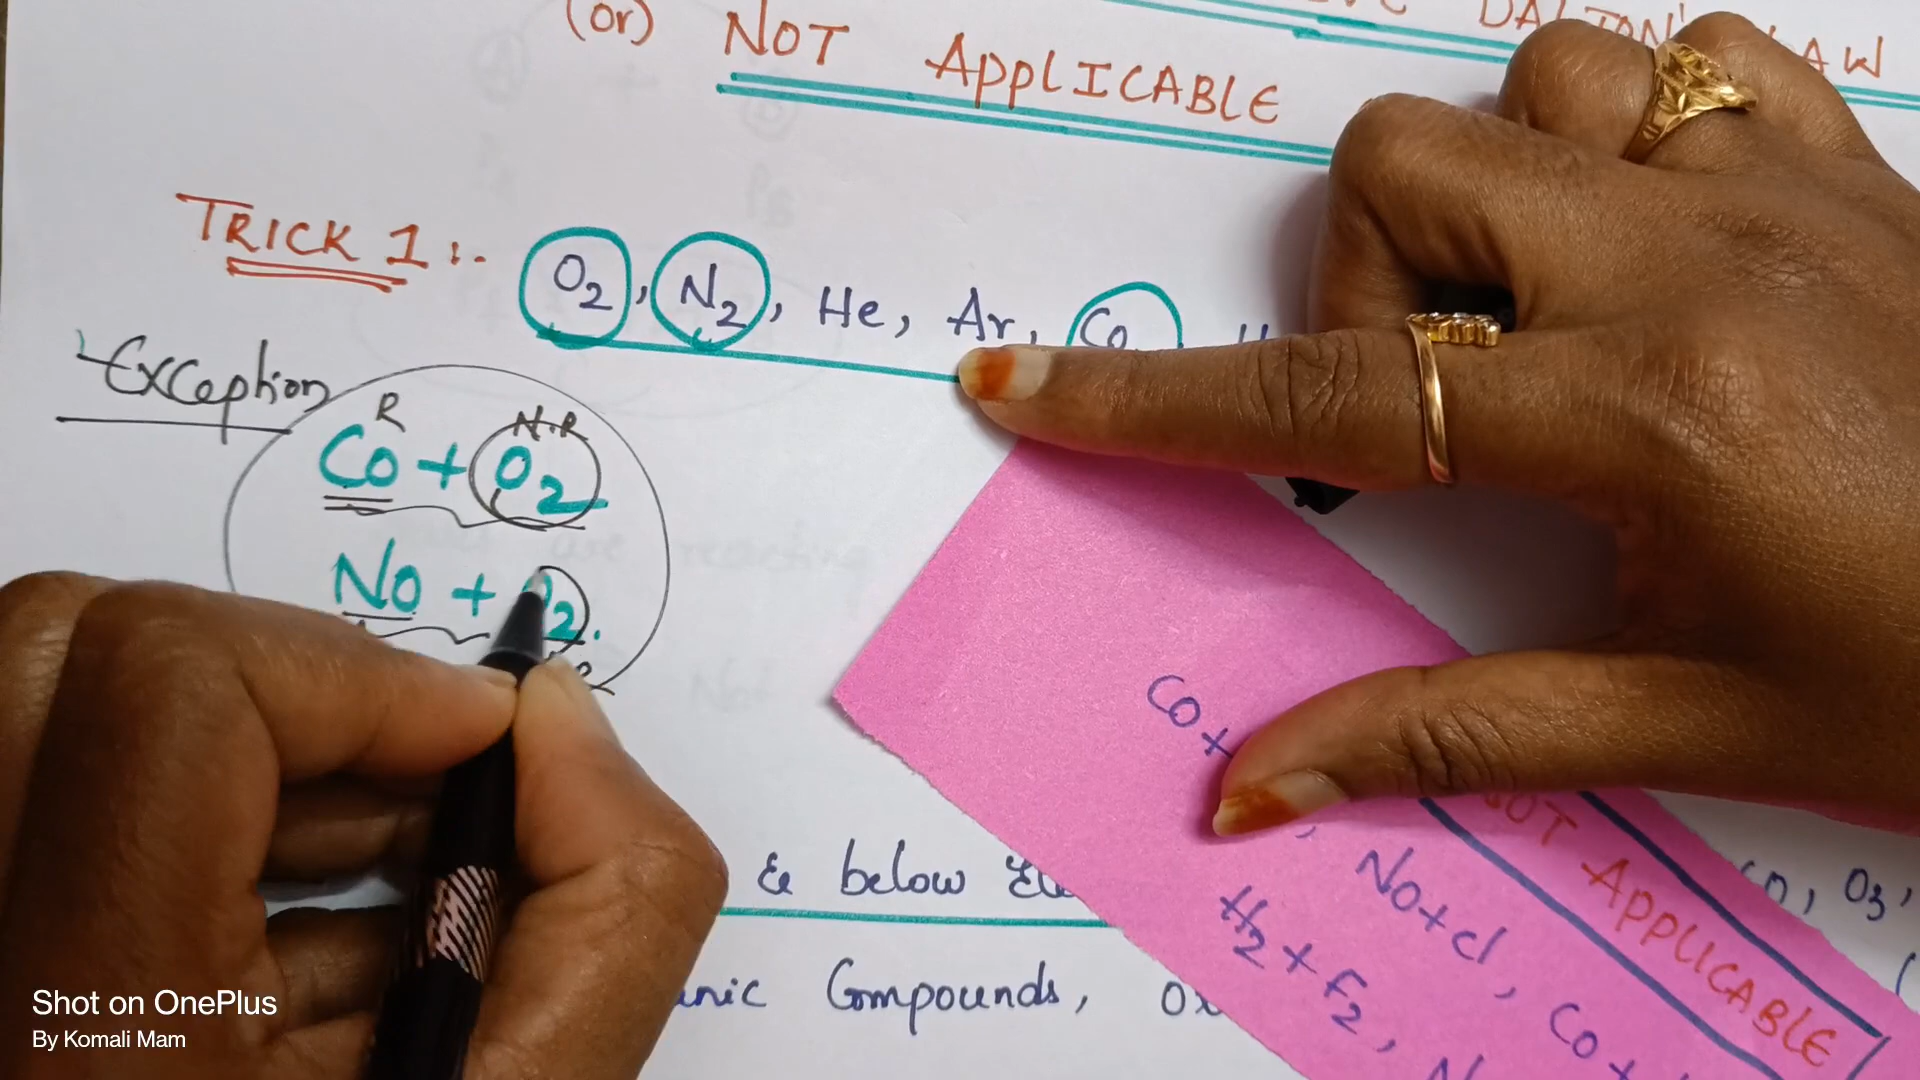 DALTON'S LAW
(or) NOT APPLICABLE
TRICK 1:. O2, N2, He, Ar, Co
Exception
R N.R
Co + O2
No + O2.
& below
Compounds,
Co+
No+cl, Co+
H2+F2,
NOT APPLICABLE
O3,
Shot on OnePlus
By Komali Mam